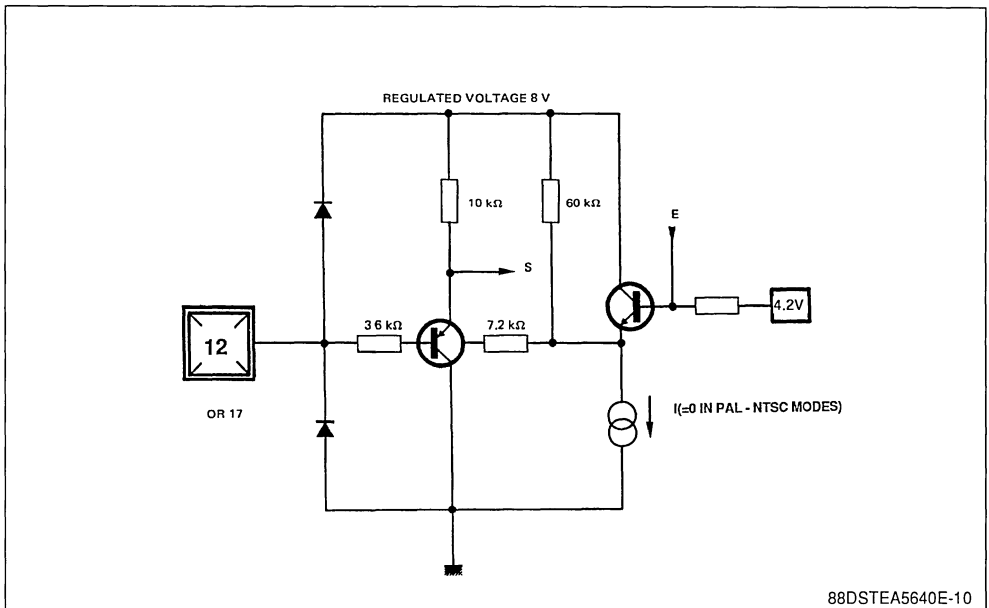 REGULATED VOLTAGE 8 V
10 kΩ
60 kΩ
E
S
4.2V
3.6 kΩ
7.2 kΩ
12
I(=0 IN PAL - NTSC MODES)
OR 17
88DSTEA5640E-10